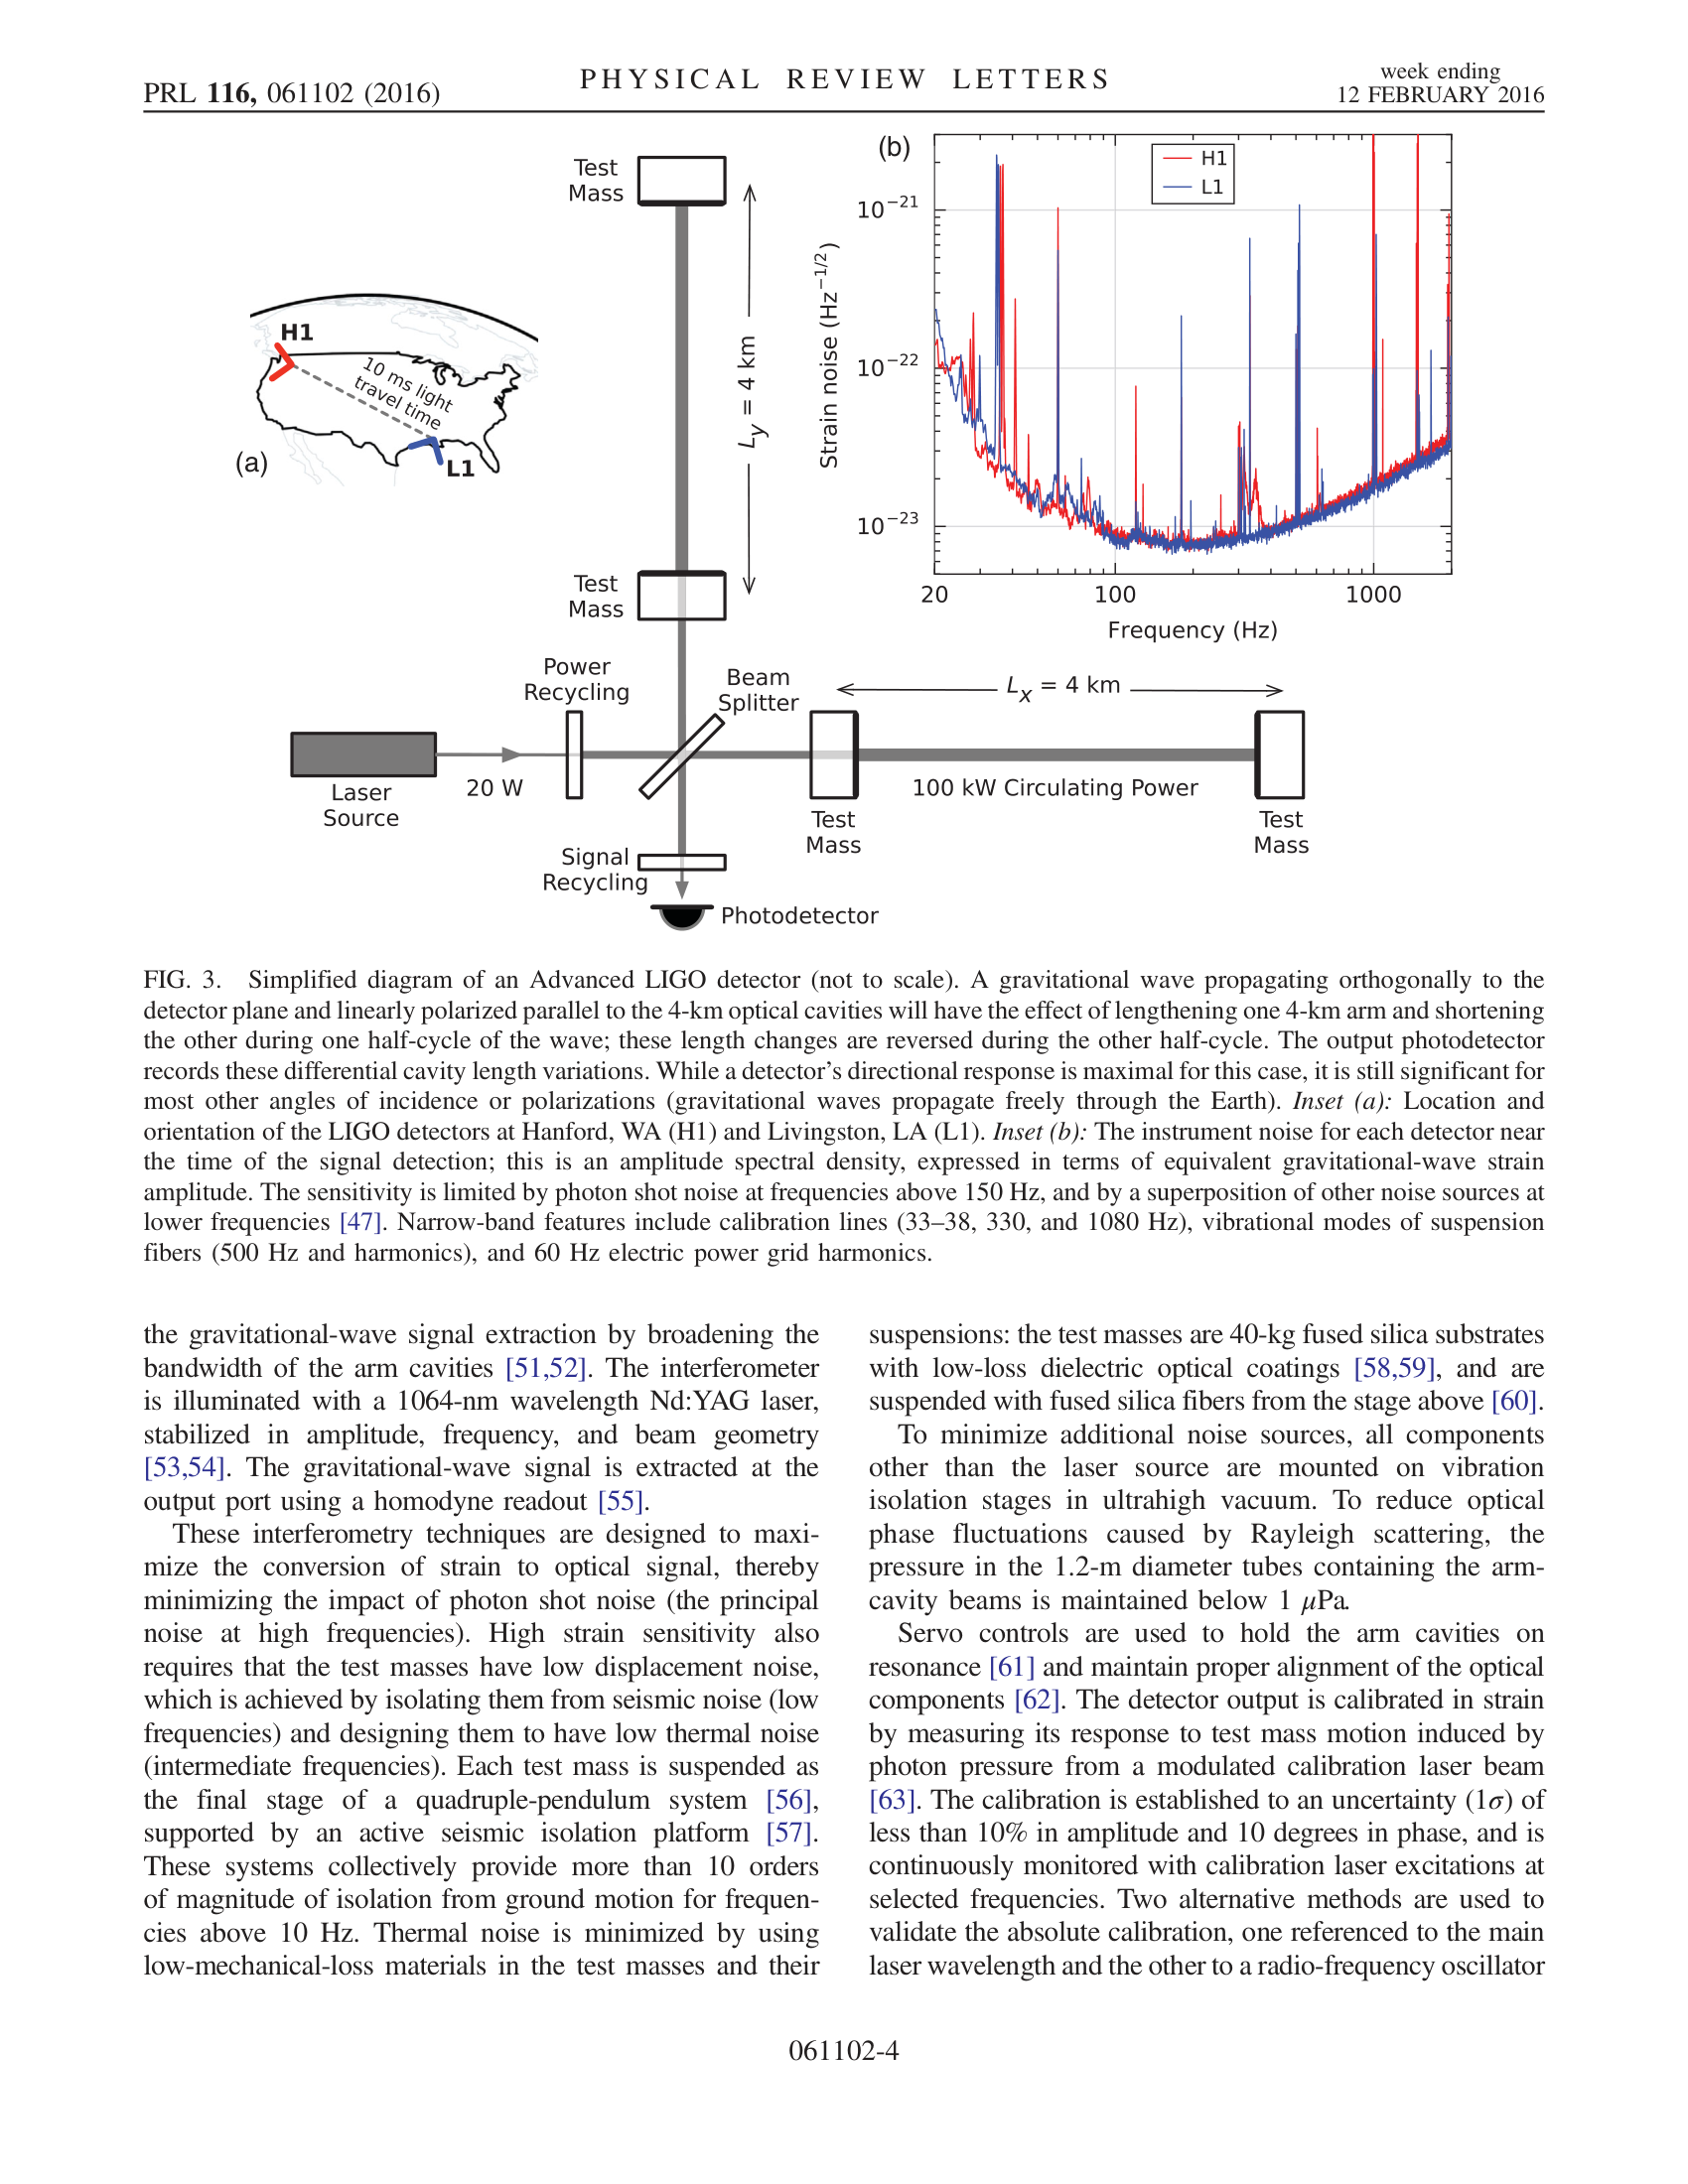 PRL 116, 061102 (2016)
PHYSICAL REVIEW LETTERS
week ending
12 FEBRUARY 2016
Test
Mass
Ly = 4 km
H1
10 ms light
travel time
(a)
L1
(b)
H1
L1
10−21
10−22
10−23
Strain noise (Hz−1/2)
20
100
1000
Frequency (Hz)
Test
Mass
Power
Recycling
Beam
Splitter
Lx = 4 km
Laser
Source
20 W
100 kW Circulating Power
Test
Mass
Test
Mass
Signal
Recycling
Photodetector
FIG. 3. Simplified diagram of an Advanced LIGO detector (not to scale). A gravitational wave propagating orthogonally to the
detector plane and linearly polarized parallel to the 4-km optical cavities will have the effect of lengthening one 4-km arm and shortening
the other during one half-cycle of the wave; these length changes are reversed during the other half-cycle. The output photodetector
records these differential cavity length variations. While a detector's directional response is maximal for this case, it is still significant for
most other angles of incidence or polarizations (gravitational waves propagate freely through the Earth). Inset (a): Location and
orientation of the LIGO detectors at Hanford, WA (H1) and Livingston, LA (L1). Inset (b): The instrument noise for each detector near
the time of the signal detection; this is an amplitude spectral density, expressed in terms of equivalent gravitational-wave strain
amplitude. The sensitivity is limited by photon shot noise at frequencies above 150 Hz, and by a superposition of other noise sources at
lower frequencies [47]. Narrow-band features include calibration lines (33–38, 330, and 1080 Hz), vibrational modes of suspension
fibers (500 Hz and harmonics), and 60 Hz electric power grid harmonics.
the gravitational-wave signal extraction by broadening the
bandwidth of the arm cavities [51,52]. The interferometer
is illuminated with a 1064-nm wavelength Nd:YAG laser,
stabilized in amplitude, frequency, and beam geometry
[53,54]. The gravitational-wave signal is extracted at the
output port using a homodyne readout [55].
These interferometry techniques are designed to maxi-
mize the conversion of strain to optical signal, thereby
minimizing the impact of photon shot noise (the principal
noise at high frequencies). High strain sensitivity also
requires that the test masses have low displacement noise,
which is achieved by isolating them from seismic noise (low
frequencies) and designing them to have low thermal noise
(intermediate frequencies). Each test mass is suspended as
the final stage of a quadruple-pendulum system [56],
supported by an active seismic isolation platform [57].
These systems collectively provide more than 10 orders
of magnitude of isolation from ground motion for frequen-
cies above 10 Hz. Thermal noise is minimized by using
low-mechanical-loss materials in the test masses and their
suspensions: the test masses are 40-kg fused silica substrates
with low-loss dielectric optical coatings [58,59], and are
suspended with fused silica fibers from the stage above [60].
To minimize additional noise sources, all components
other than the laser source are mounted on vibration
isolation stages in ultrahigh vacuum. To reduce optical
phase fluctuations caused by Rayleigh scattering, the
pressure in the 1.2-m diameter tubes containing the arm-
cavity beams is maintained below 1 μPa.
Servo controls are used to hold the arm cavities on
resonance [61] and maintain proper alignment of the optical
components [62]. The detector output is calibrated in strain
by measuring its response to test mass motion induced by
photon pressure from a modulated calibration laser beam
[63]. The calibration is established to an uncertainty (1σ) of
less than 10% in amplitude and 10 degrees in phase, and is
continuously monitored with calibration laser excitations at
selected frequencies. Two alternative methods are used to
validate the absolute calibration, one referenced to the main
laser wavelength and the other to a radio-frequency oscillator
061102-4